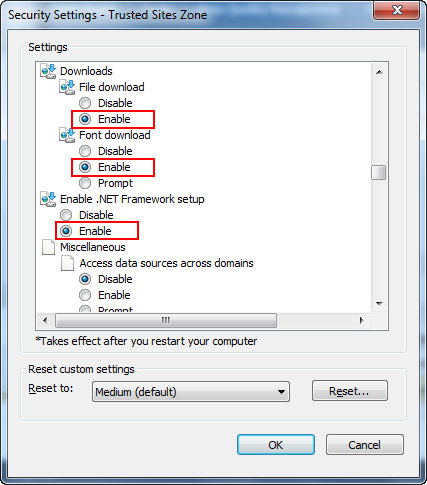 Security Settings - Trusted Sites Zone
Settings
Downloads
File download
Disable
Enable
Font download
Disable
Enable
Prompt
Enable .NET Framework setup
Disable
Enable
Miscellaneous
Access data sources across domains
Disable
Enable
Prompt
*Takes effect after you restart your computer
Reset custom settings
Reset to:
Medium (default)
Reset...
OK
Cancel